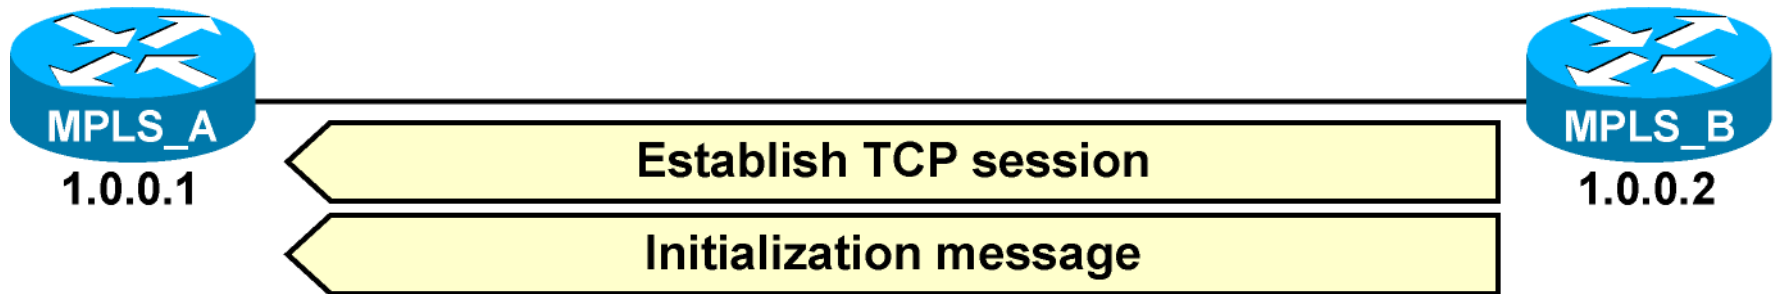 MPLS_A
MPLS_B
1.0.0.1
1.0.0.2
Establish TCP session
Initialization message